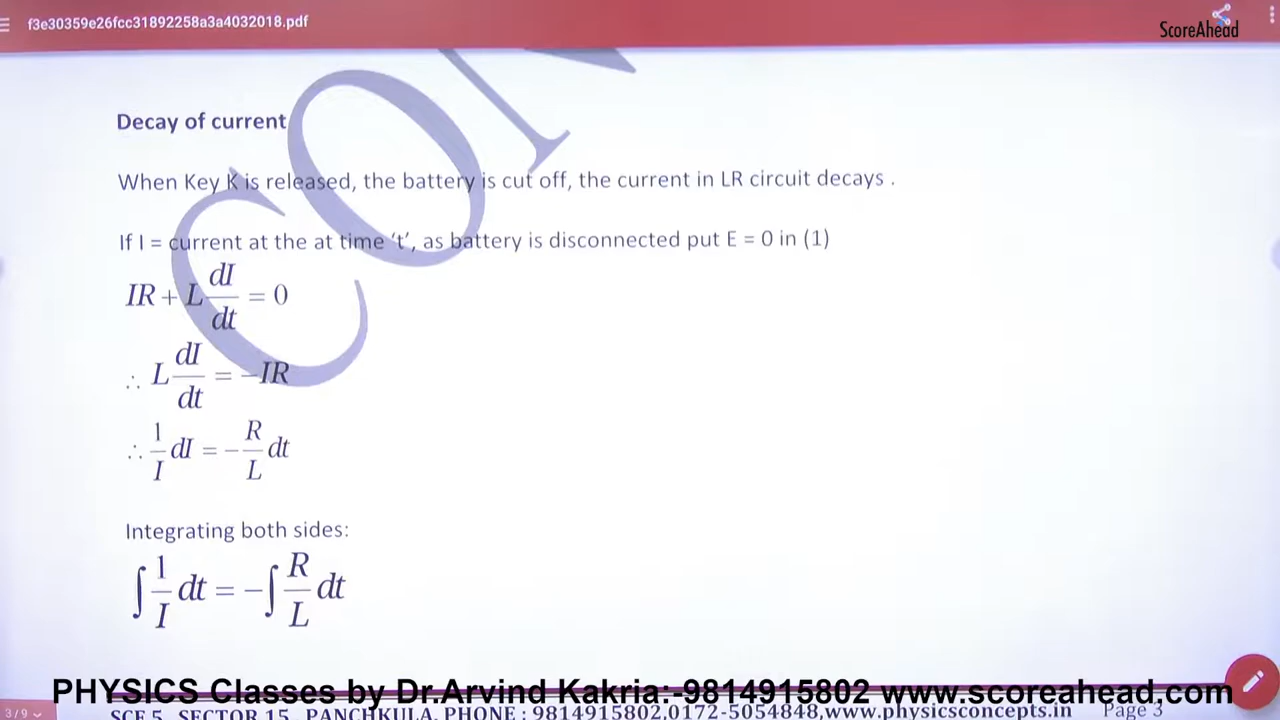 f3e30359e26fcc31892258a3a4032018.pdf
ScoreAhead
CON
Decay of current
When Key K is released, the battery is cut off, the current in LR circuit decays .
If I = current at the at time ‘t’, as battery is disconnected put E = 0 in (1)
IR + L dI/dt = 0
∴ L dI/dt = −IR
∴ 1/I dI = − R/L dt
Integrating both sides:
∫ 1/I dt = −∫ R/L dt
PHYSICS Classes by Dr.Arvind Kakria:-9814915802 www.scoreahead.com
3/9
SCF 5, SECTOR 15, PANCHKULA, PHONE : 9814915802,0172-5054848,www.physicsconcepts.in Page 3